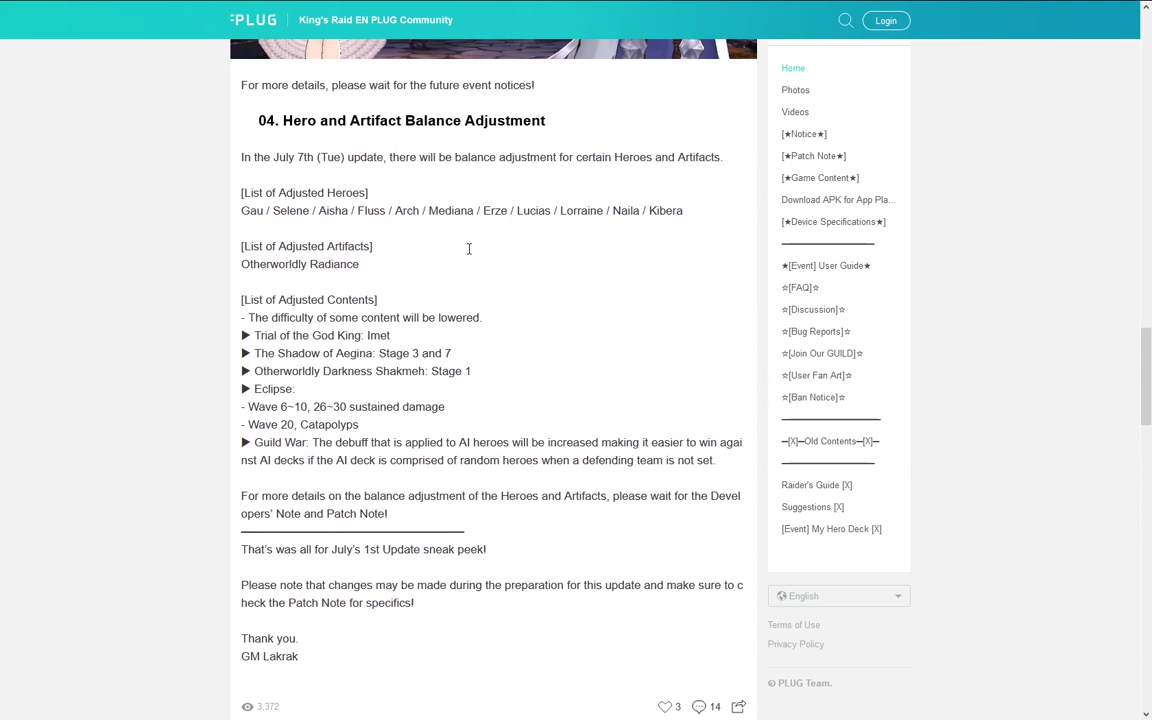 PLUG
King's Raid EN PLUG Community
Login
For more details, please wait for the future event notices!
04. Hero and Artifact Balance Adjustment
In the July 7th (Tue) update, there will be balance adjustment for certain Heroes and Artifacts.
[List of Adjusted Heroes]
Gau / Selene / Aisha / Fluss / Arch / Mediana / Erze / Lucias / Lorraine / Naila / Kibera
[List of Adjusted Artifacts]
Otherworldly Radiance
[List of Adjusted Contents]
- The difficulty of some content will be lowered.
▶ Trial of the God King: Imet
▶ The Shadow of Aegina: Stage 3 and 7
▶ Otherworldly Darkness Shakmeh: Stage 1
▶ Eclipse:
- Wave 6~10, 26~30 sustained damage
- Wave 20, Catapolyps
▶ Guild War: The debuff that is applied to AI heroes will be increased making it easier to win agai
nst AI decks if the AI deck is comprised of random heroes when a defending team is not set.
For more details on the balance adjustment of the Heroes and Artifacts, please wait for the Devel
opers' Note and Patch Note!
That's was all for July's 1st Update sneak peek!
Please note that changes may be made during the preparation for this update and make sure to c
heck the Patch Note for specifics!
Thank you.
GM Lakrak
3,372
3
14
Home
Photos
Videos
[★Notice★]
[★Patch Note★]
[★Game Content★]
Download APK for App Pla...
[★Device Specifications★]
★[Event] User Guide★
☆[FAQ]☆
☆[Discussion]☆
☆[Bug Reports]☆
☆[Join Our GUILD]☆
☆[User Fan Art]☆
☆[Ban Notice]☆
━[X]━Old Contents━[X]━
Raider's Guide [X]
Suggestions [X]
[Event] My Hero Deck [X]
English
Terms of Use
Privacy Policy
© PLUG Team.